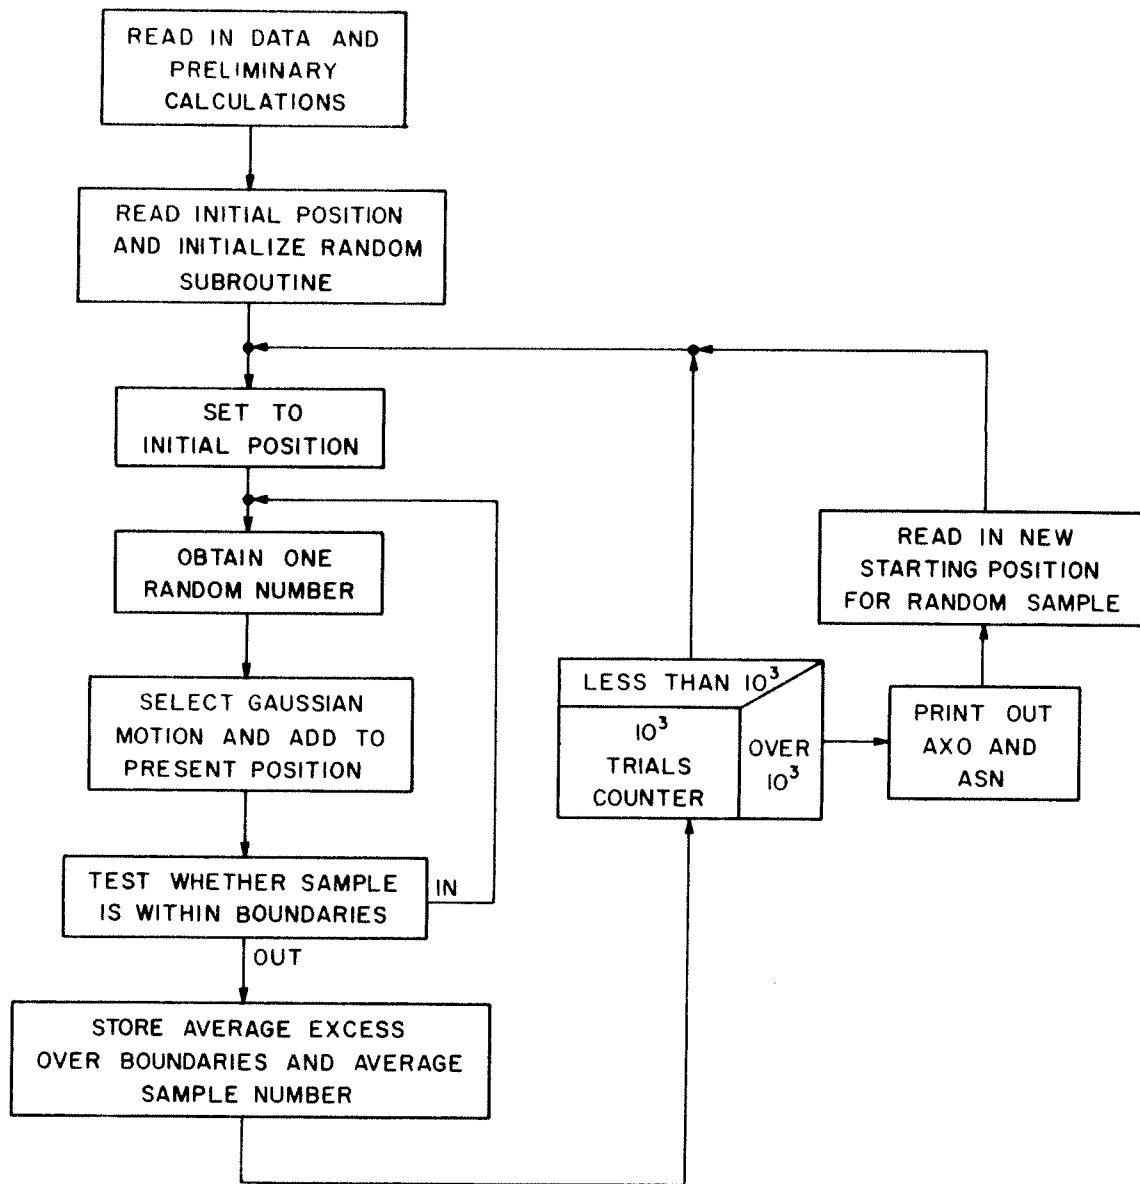 READ IN DATA AND
PRELIMINARY
CALCULATIONS
READ INITIAL POSITION
AND INITIALIZE RANDOM
SUBROUTINE
SET TO
INITIAL POSITION
OBTAIN ONE
RANDOM NUMBER
SELECT GAUSSIAN
MOTION AND ADD TO
PRESENT POSITION
TEST WHETHER SAMPLE
IS WITHIN BOUNDARIES
IN
OUT
STORE AVERAGE EXCESS
OVER BOUNDARIES AND AVERAGE
SAMPLE NUMBER
LESS THAN 10³
10³
TRIALS
COUNTER
OVER
10³
PRINT OUT
AXO AND
ASN
READ IN NEW
STARTING POSITION
FOR RANDOM SAMPLE